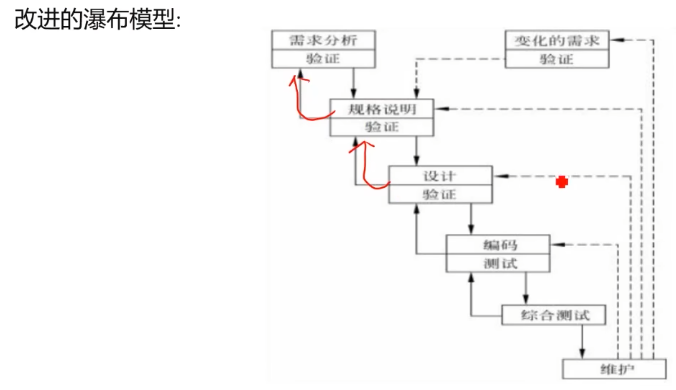 改进的瀑布模型:
需求分析
验证
变化的需求
验证
规格说明
验证
设计
验证
编码
测试
综合测试
维护